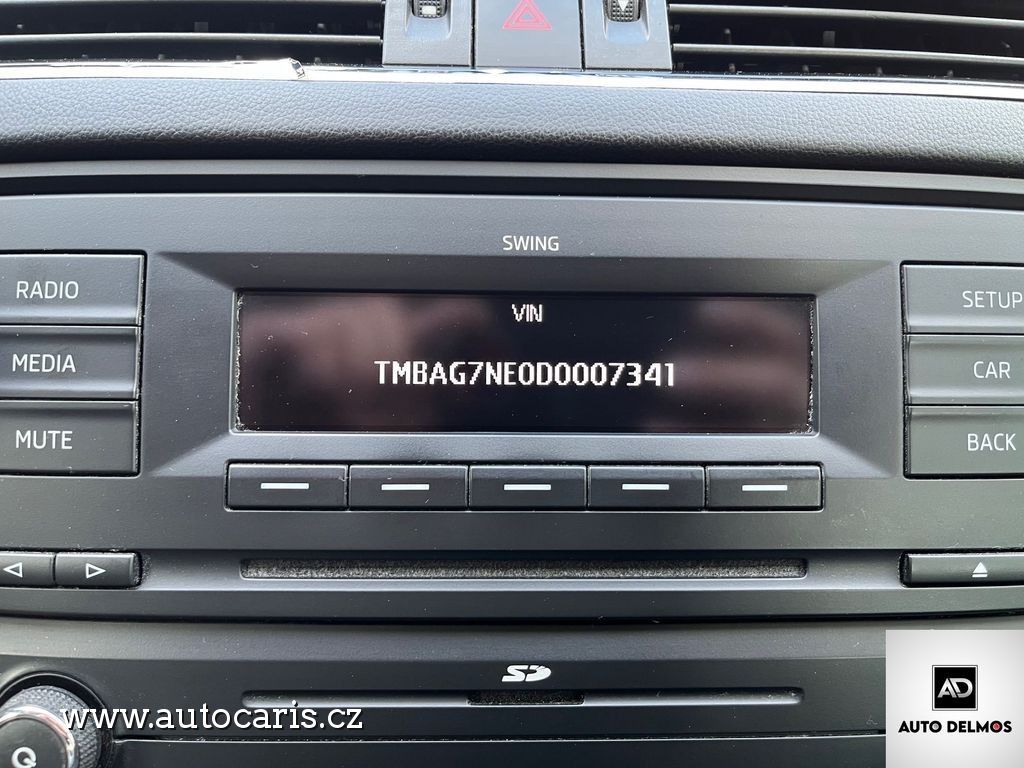 SWING
RADIO
VIN
SETUP
TMBAG7NE0D0007341
MEDIA
CAR
MUTE
BACK
SD
www.autocaris.cz
AD
AUTO DELMOS